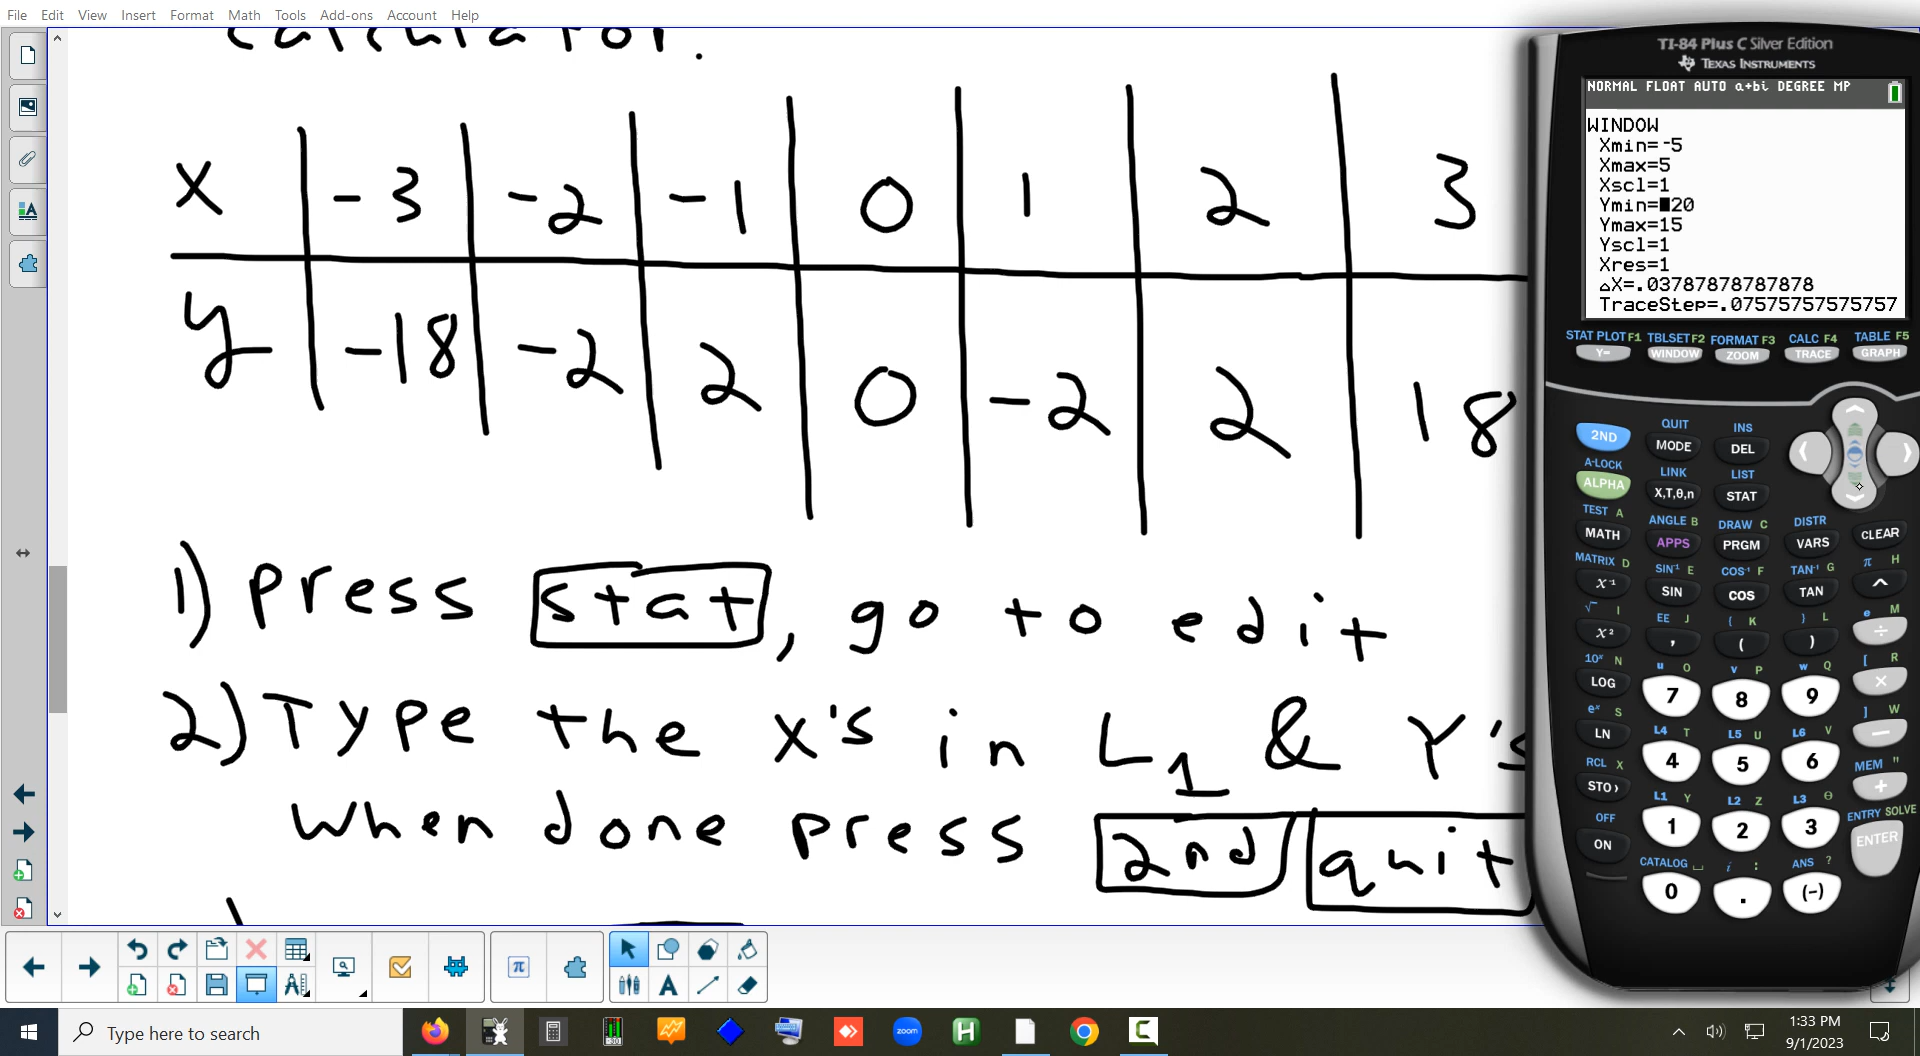 File Edit View Insert Format Math Tools Add-ons Account Help
calculator.
X -3 -2 -1 0 1 2 3
y -18 -2 2 0 -2 2 18
1) press stat, go to edit
2) Type the x's in L1 & Y's
when done press 2nd quit
TI-84 Plus C Silver Edition
TEXAS INSTRUMENTS
NORMAL FLOAT AUTO a+bi DEGREE MP
WINDOW
Xmin=-5
Xmax=5
Xscl=1
Ymin=20
Ymax=15
Yscl=1
Xres=1
△X=.03787878787878
TraceStep=.07575757575757
STAT PLOT F1 TBLSET F2 FORMAT F3 CALC F4 TABLE F5
Y= WINDOW ZOOM TRACE GRAPH
QUIT INS
2ND MODE DEL
A-LOCK LINK LIST
ALPHA X,T,θ,n STAT
TEST A ANGLE B DRAW C DISTR
MATH APPS PRGM VARS CLEAR
MATRIX D SIN⁻¹ E COS⁻¹ F TAN⁻¹ G π H
X⁻¹ SIN COS TAN ^
√ I EE J { K } L e M
X² , ( ) ÷
10ˣ N u O v P w Q [ R
LOG 7 8 9 ×
eˣ S L4 T L5 U L6 V ] W
LN 4 5 6 −
RCL X L1 Y L2 Z L3 θ MEM "
STO› 1 2 3 +
OFF CATALOG i : ANS ? ENTRY SOLVE
ON 0 . (-) ENTER
π
A
Type here to search
zoom
H
C
1:33 PM
9/1/2023